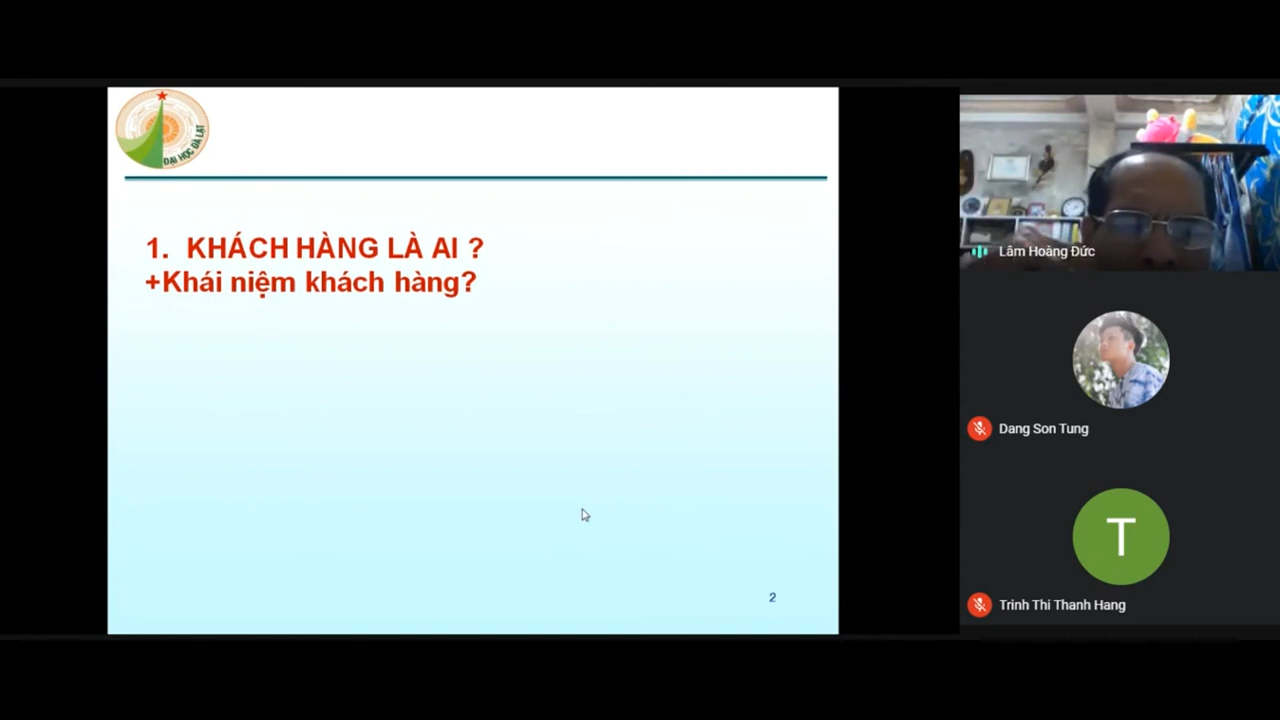 ĐẠI HỌC ĐÀ LẠT
1. KHÁCH HÀNG LÀ AI ?
+Khái niệm khách hàng?
2
Lâm Hoàng Đức
Dang Son Tung
T
Trinh Thi Thanh Hang